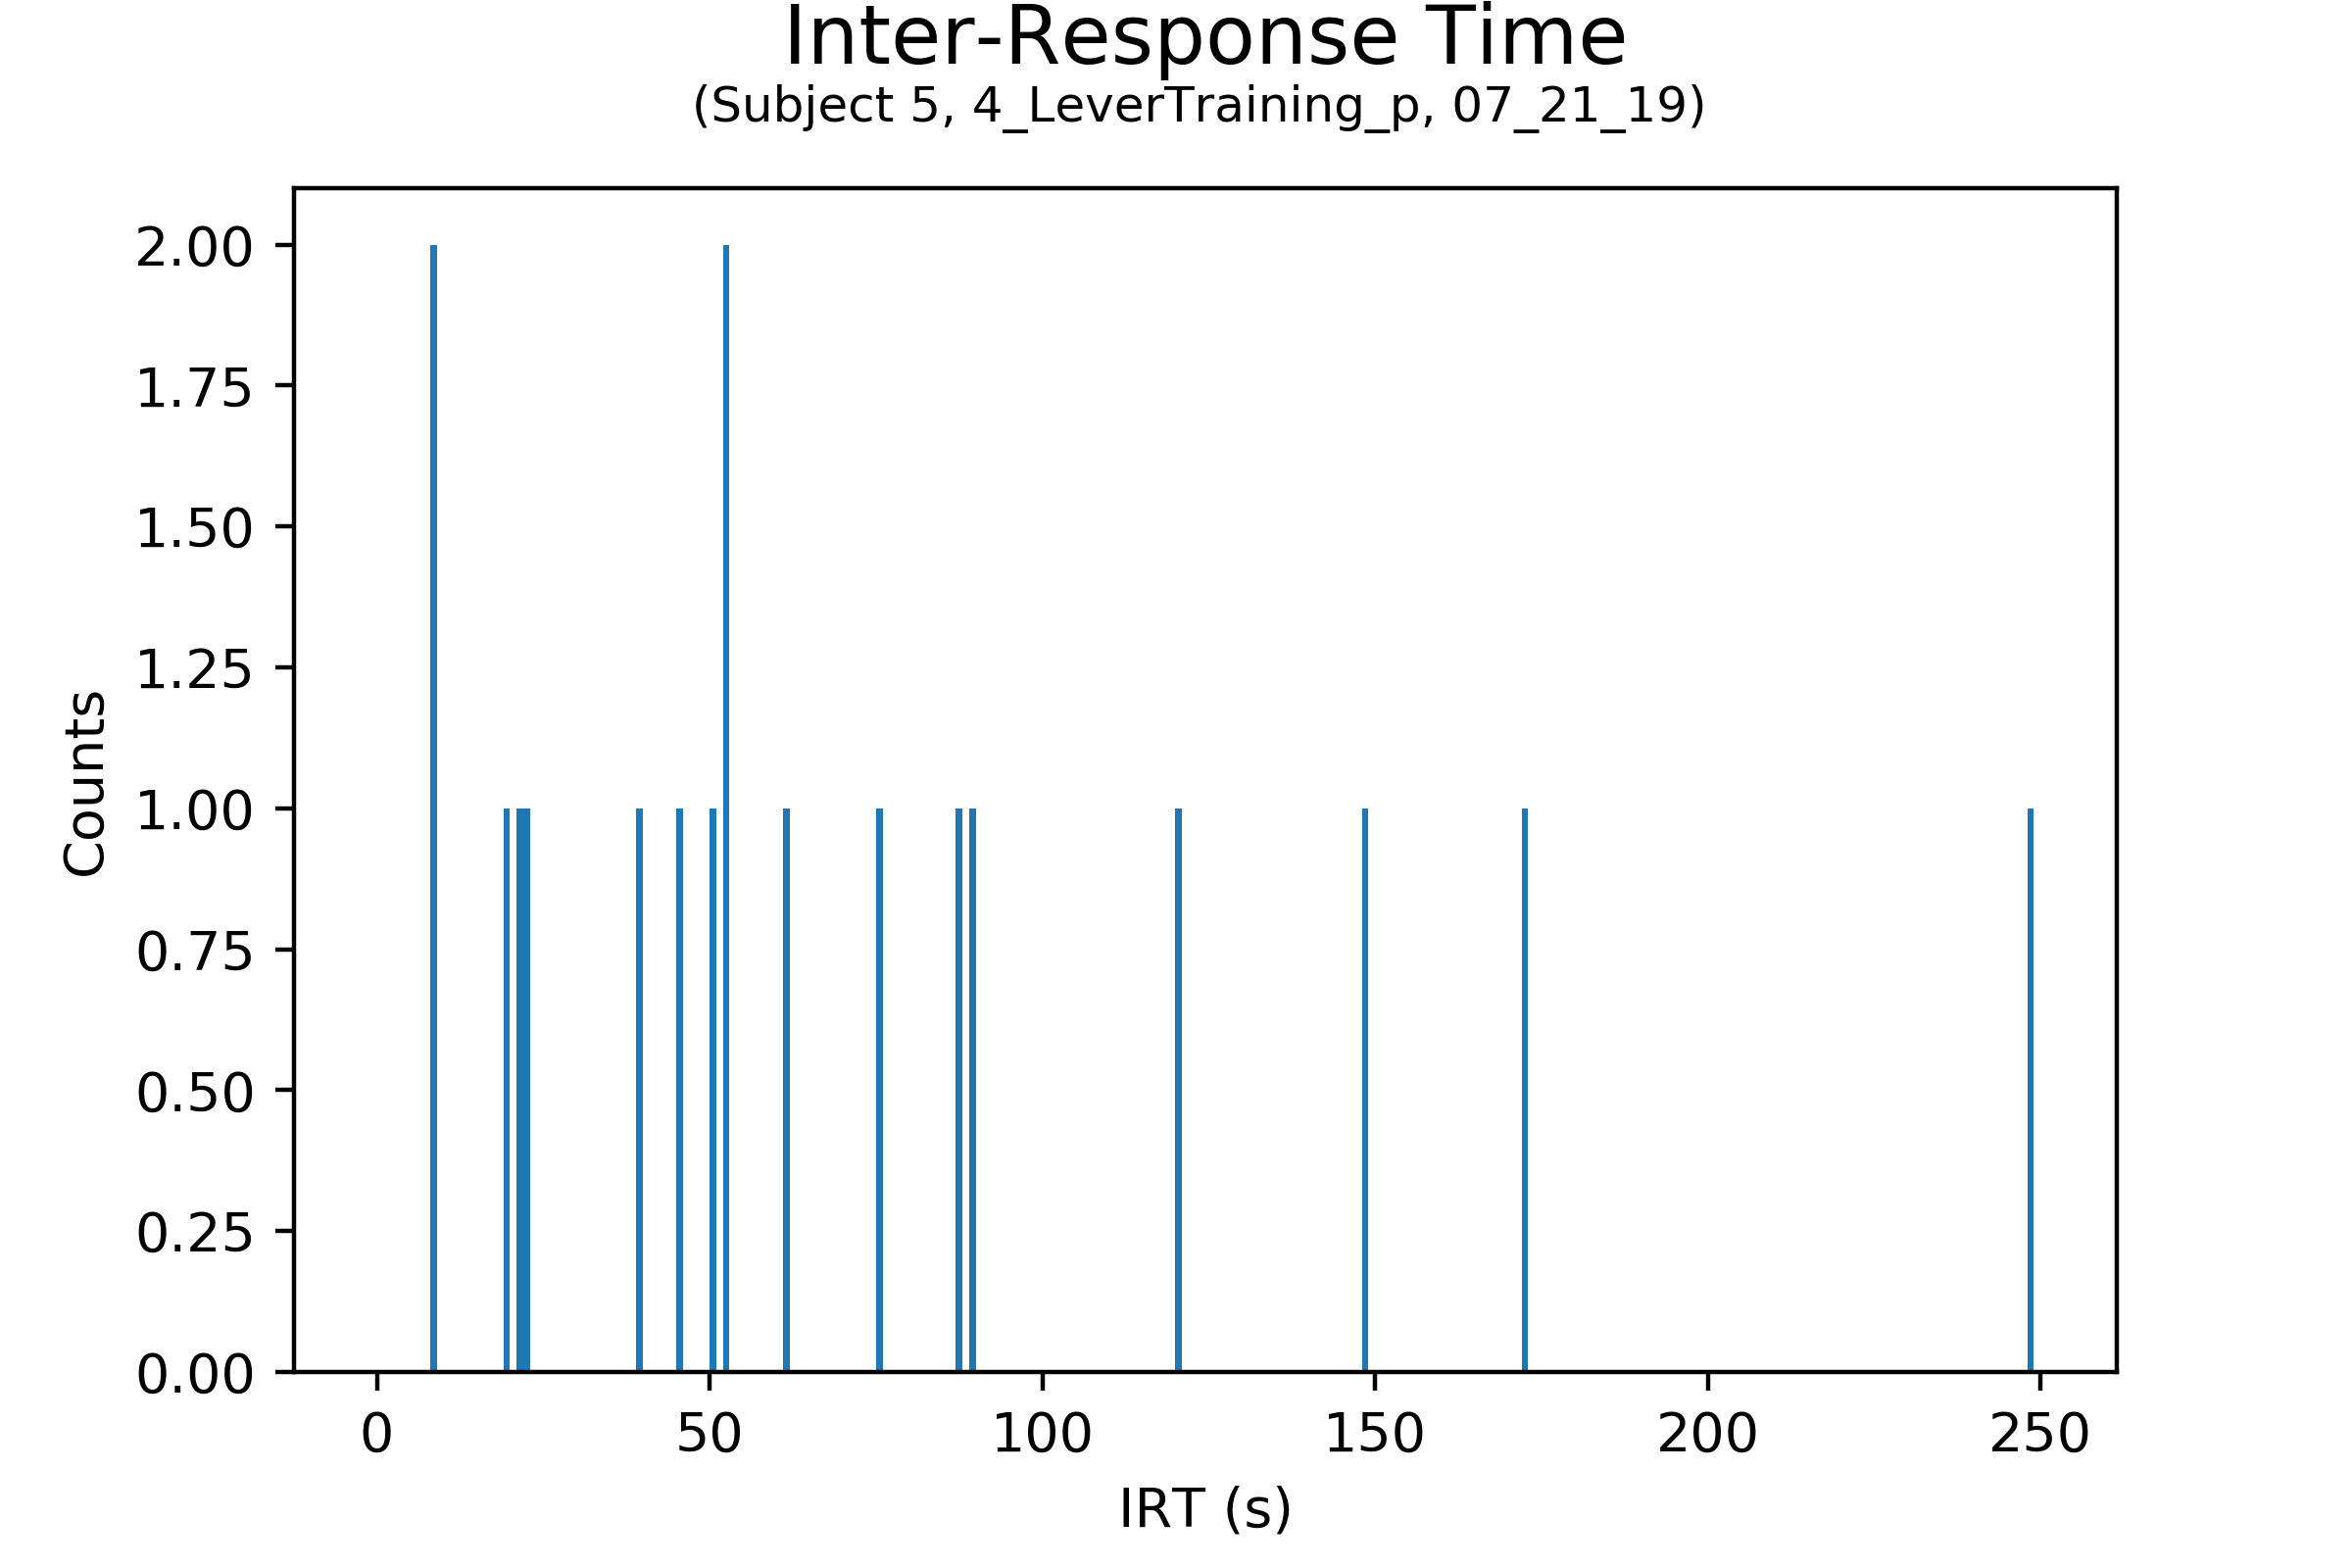 Inter-Response Time
(Subject 5, 4_LeverTraining_p, 07_21_19)
2.00
1.75
1.50
1.25
1.00
0.75
0.50
0.25
0.00
Counts
0 50 100 150 200 250
IRT (s)